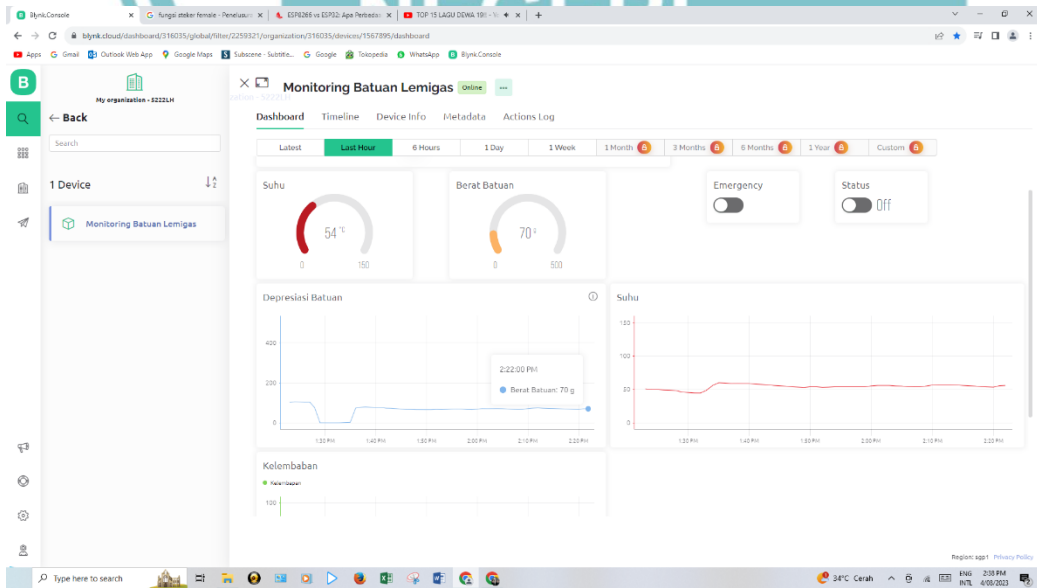 Blynk.Console
fungsi steker female - Penelusuran
ESP8266 vs ESP32: Apa Perbedaan
TOP 15 LAGU DEWA 19!
blynk.cloud/dashboard/316035/global/filter/2259321/organization/316035/devices/1567895/dashboard
Apps Gmail Outlook Web App Google Maps Subscene - Subtitle... Google Tokopedia WhatsApp Blynk.Console
B
My organization - 5222LH
Back
Search
1 Device
Monitoring Batuan Lemigas
Monitoring Batuan Lemigas Online ...
Dashboard Timeline Device Info Metadata Actions Log
Latest Last Hour 6 Hours 1 Day 1 Week 1 Month 3 Months 6 Months 1 Year Custom
Suhu
54 °C
0 150
Berat Batuan
70 g
0 500
Emergency
Status
Off
Depresiasi Batuan
400
200
0
2:22:00 PM
Berat Batuan: 70 g
1:30 PM 1:40 PM 1:50 PM 2:00 PM 2:10 PM 2:20 PM
Suhu
150
100
50
0
1:30 PM 1:40 PM 1:50 PM 2:00 PM 2:10 PM 2:20 PM
Kelembaban
Kelembapan
100
Region: sgp1 Privacy Policy
Type here to search
34°C Cerah
ENG
INTL
2:38 PM
4/08/2023